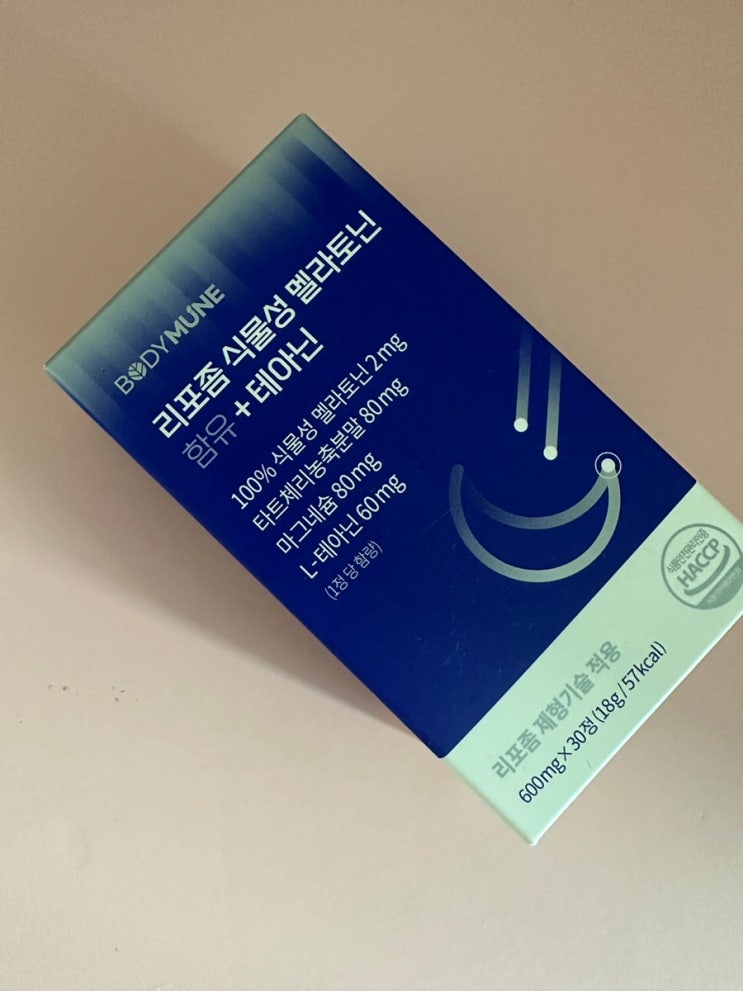 BODYMUNE
리포좀 식물성 멜라토닌
함유 + 테아닌
100% 식물성 멜라토닌 2mg
타트체리농축분말 80mg
마그네슘 80mg
L-테아닌 60mg
(1정 당 함량)
식품안전관리인증
HACCP
리포좀 제형기술 적용
600mg X 30정 (18g / 57kcal)